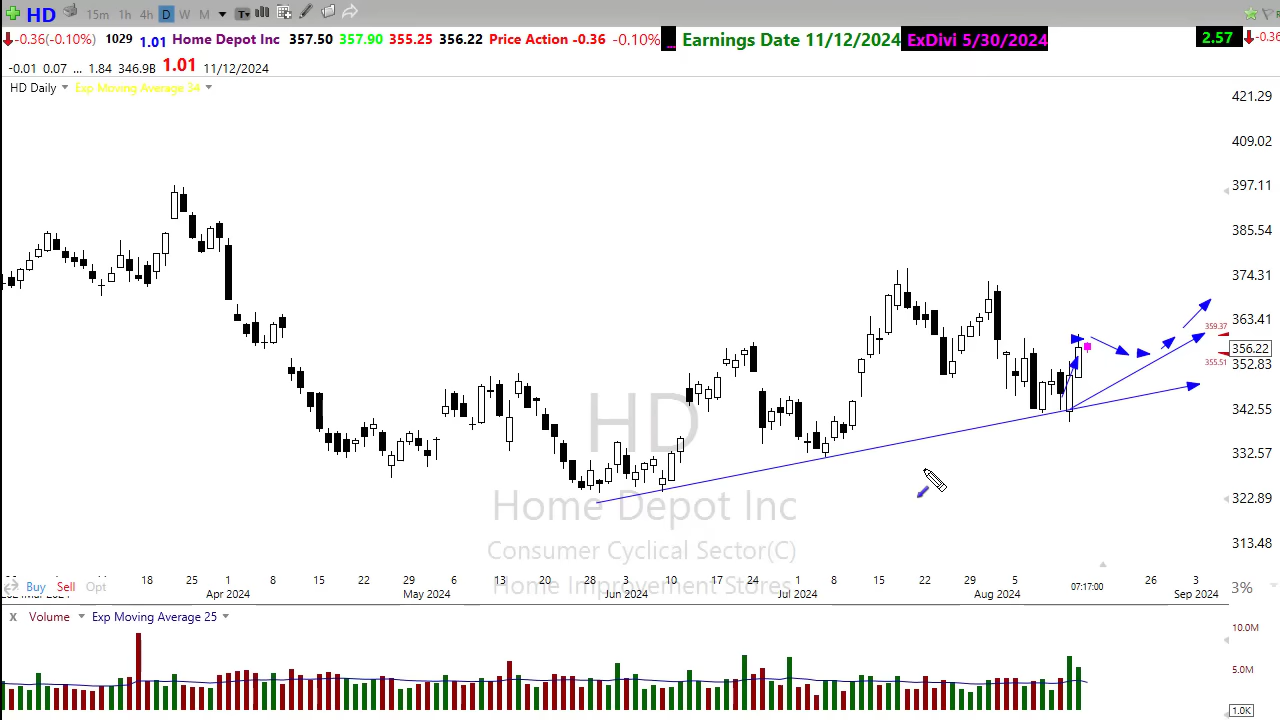 HD 15m 1h 4h D W M T
-0.36(-0.10%) 1029 1.01 Home Depot Inc 357.50 357.90 355.25 356.22 Price Action -0.36 -0.10% Earnings Date 11/12/2024 ExDivi 5/30/2024 2.57 -0.36
-0.01 0.07 ... 1.84 346.9B 1.01 11/12/2024
HD Daily Exp Moving Average 34
421.29
409.02
397.11
385.54
374.31
363.41
359.37
356.22
355.51
352.83
342.55
332.57
322.89
313.48
HD
Home Depot Inc
Consumer Cyclical Sector(C)
Home Improvement Stores
18 25 1 8 15 22 29 6 13 20 28 3 10 17 24 1 8 15 22 29 5 07:17:00 26 3
Buy Sell Opt 3%
Apr 2024 May 2024 Jun 2024 Jul 2024 Aug 2024 Sep 2024
X Volume Exp Moving Average 25
10.0M
5.0M
1.0K